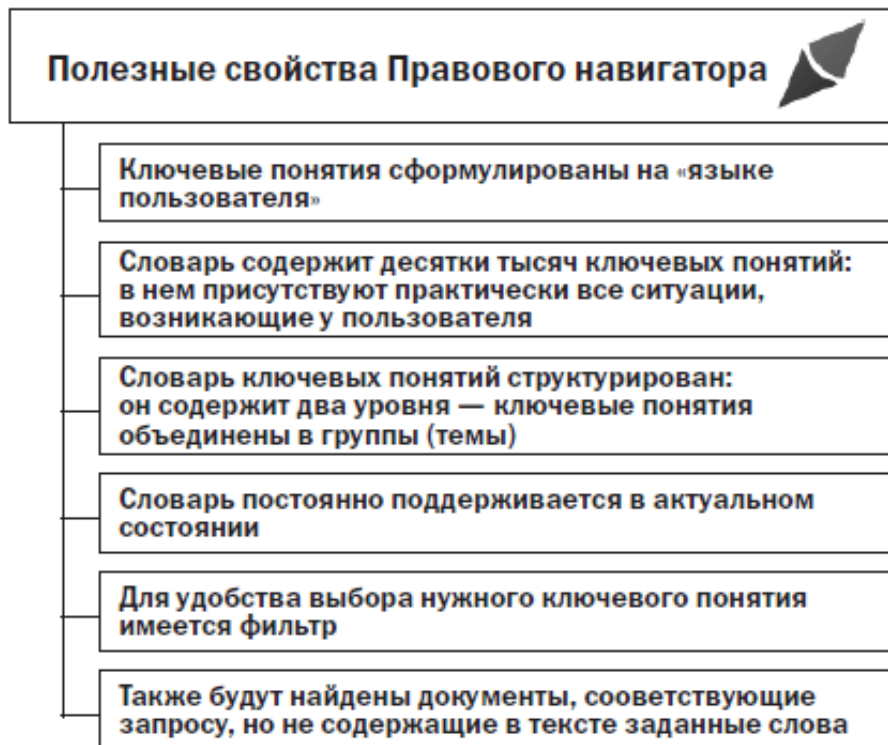 Полезные свойства Правового навигатора
Ключевые понятия сформулированы на «языке
пользователя»
Словарь содержит десятки тысяч ключевых понятий:
в нем присутствуют практически все ситуации,
возникающие у пользователя
Словарь ключевых понятий структурирован:
он содержит два уровня — ключевые понятия
объединены в группы (темы)
Словарь постоянно поддерживается в актуальном
состоянии
Для удобства выбора нужного ключевого понятия
имеется фильтр
Также будут найдены документы, сооветствующие
запросу, но не содержащие в тексте заданные слова